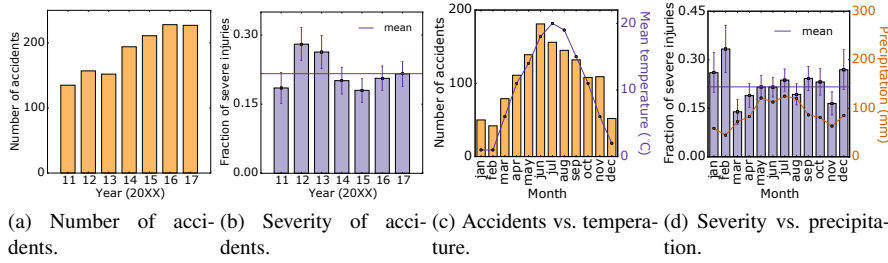 Number of accidents
200
100
0
11 12 13 14 15 16 17
Year (20XX)
(a) Number of acci-
dents.
Fraction of severe injuries
0.30
0.15
0.00
mean
11 12 13 14 15 16 17
Year (20XX)
(b) Severity of acci-
dents.
Number of accidents
200
150
100
50
0
20
10
0
Mean temperature (°C)
jan feb mar apr may jun jul aug sep oct nov dec
Month
(c) Accidents vs. tempera-
ture.
Fraction of severe injuries
0.45
0.30
0.15
0.00
mean
300
200
100
0
Precipitation (mm)
jan feb mar apr may jun jul aug sep oct nov dec
Month
(d) Severity vs. precipita-
tion.